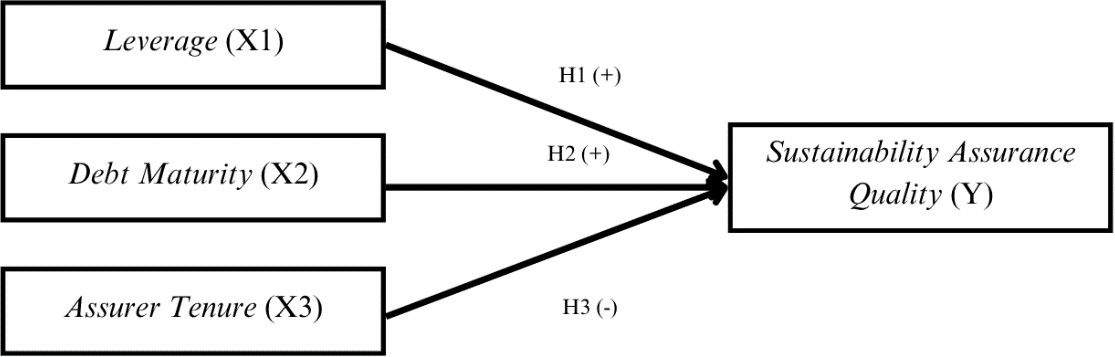 Leverage (X1)
H1 (+)
H2 (+)
Debt Maturity (X2)
Sustainability Assurance
Quality (Y)
Assurer Tenure (X3)
H3 (-)